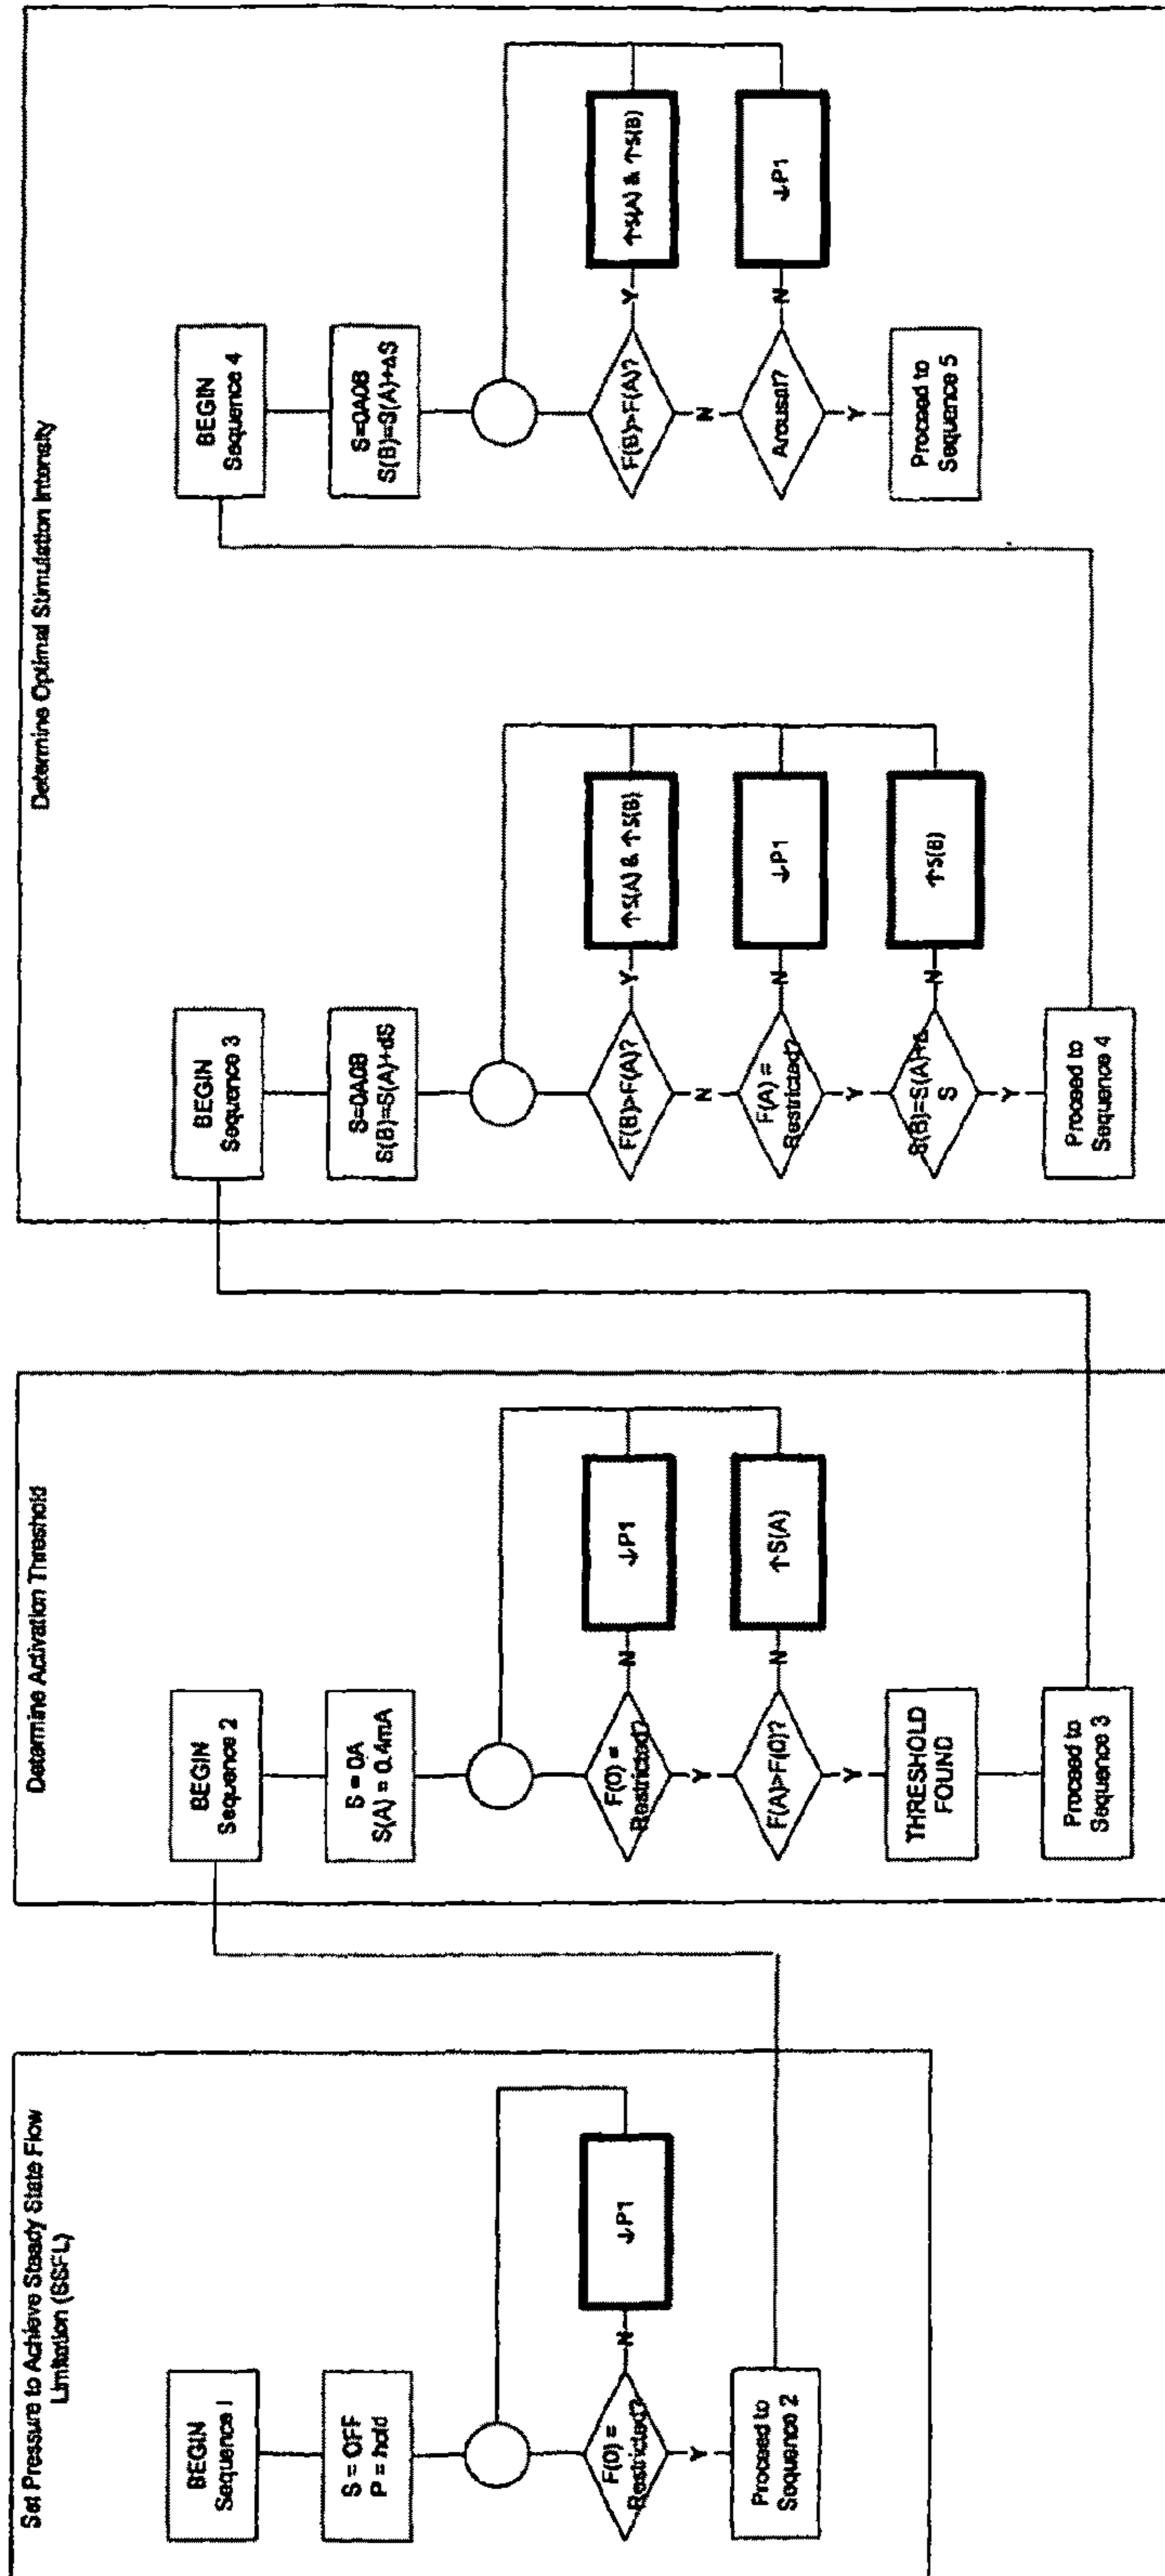 Set Pressure to Achieve Steady State Flow
Limitation (SSFL)
BEGIN
Sequence 1
S = OFF
P = hold
F(0) =
Restricted?
N
↓P1
Y
Proceed to
Sequence 2
Determine Activation Threshold
BEGIN
Sequence 2
S = 0A
S(A) = 0.4mA
F(0) =
Restricted?
N
↓P1
Y
F(A)>F(0)?
N
↑S(A)
Y
THRESHOLD
FOUND
Proceed to
Sequence 3
Determine Optimal Stimulation Intensity
BEGIN
Sequence 3
S=0A0B
S(B)=S(A)+dS
F(B)>F(A)?
Y
↑S(A) & ↑S(B)
N
F(A) =
Restricted?
N
↓P1
Y
S(B)=S(A)+Δ
S
N
↑S(B)
Y
Proceed to
Sequence 4
BEGIN
Sequence 4
S=0A0B
S(B)=S(A)+ΔS
F(B)>F(A)?
Y
↑S(A) & ↑S(B)
N
Arousal?
N
↓P1
Y
Proceed to
Sequence 5